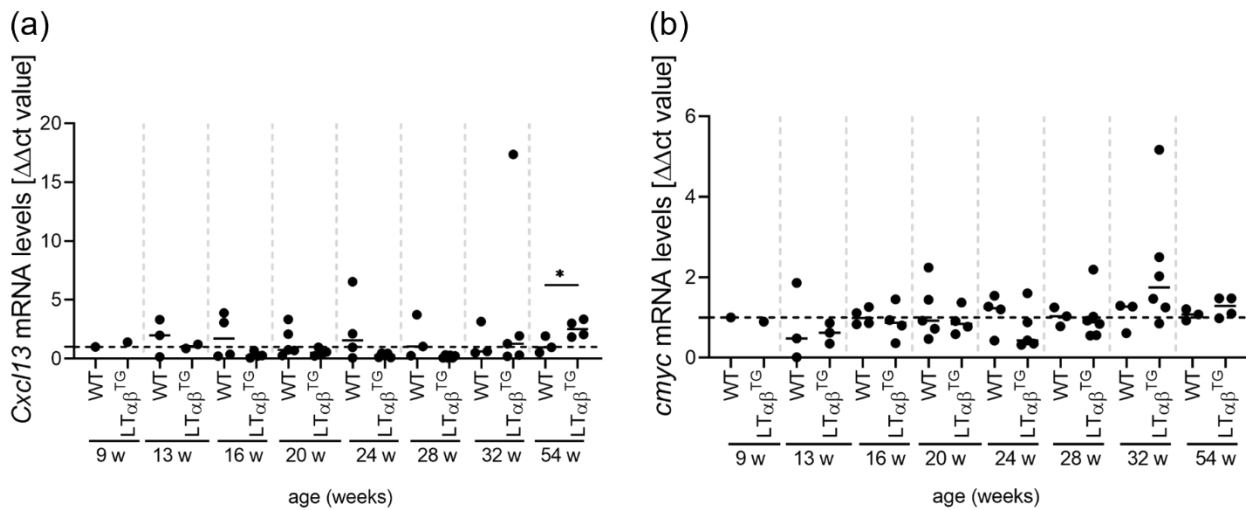 (a)
Cxcl13 mRNA levels [ΔΔct value]
20
15
10
5
0
*
WT LTαβTG WT LTαβTG WT LTαβTG WT LTαβTG WT LTαβTG WT LTαβTG WT LTαβTG WT LTαβTG
9 w 13 w 16 w 20 w 24 w 28 w 32 w 54 w
age (weeks)
(b)
cmyc mRNA levels [ΔΔct value]
6
4
2
0
WT LTαβTG WT LTαβTG WT LTαβTG WT LTαβTG WT LTαβTG WT LTαβTG WT LTαβTG WT LTαβTG
9 w 13 w 16 w 20 w 24 w 28 w 32 w 54 w
age (weeks)